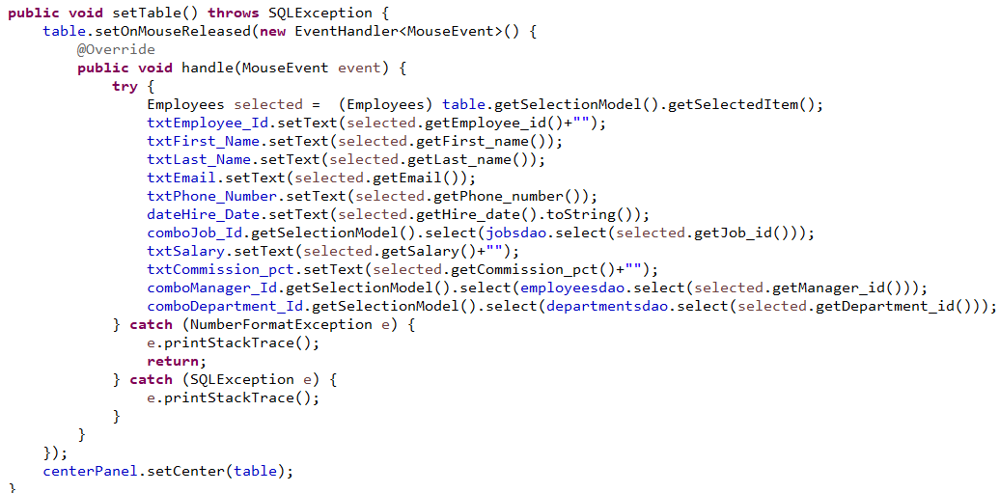 public void setTable() throws SQLException {
    table.setOnMouseReleased(new EventHandler<MouseEvent>() {
        @Override
        public void handle(MouseEvent event) {
            try {
                Employees selected =  (Employees) table.getSelectionModel().getSelectedItem();
                txtEmployee_Id.setText(selected.getEmployee_id()+"");
                txtFirst_Name.setText(selected.getFirst_name());
                txtLast_Name.setText(selected.getLast_name());
                txtEmail.setText(selected.getEmail());
                txtPhone_Number.setText(selected.getPhone_number());
                dateHire_Date.setText(selected.getHire_date().toString());
                comboJob_Id.getSelectionModel().select(jobsdao.select(selected.getJob_id()));
                txtSalary.setText(selected.getSalary()+"");
                txtCommission_pct.setText(selected.getCommission_pct()+"");
                comboManager_Id.getSelectionModel().select(employeesdao.select(selected.getManager_id()));
                comboDepartment_Id.getSelectionModel().select(departmentsdao.select(selected.getDepartment_id()));
            } catch (NumberFormatException e) {
                e.printStackTrace();
                return;
            } catch (SQLException e) {
                e.printStackTrace();
            }
        }
    });
    centerPanel.setCenter(table);
}